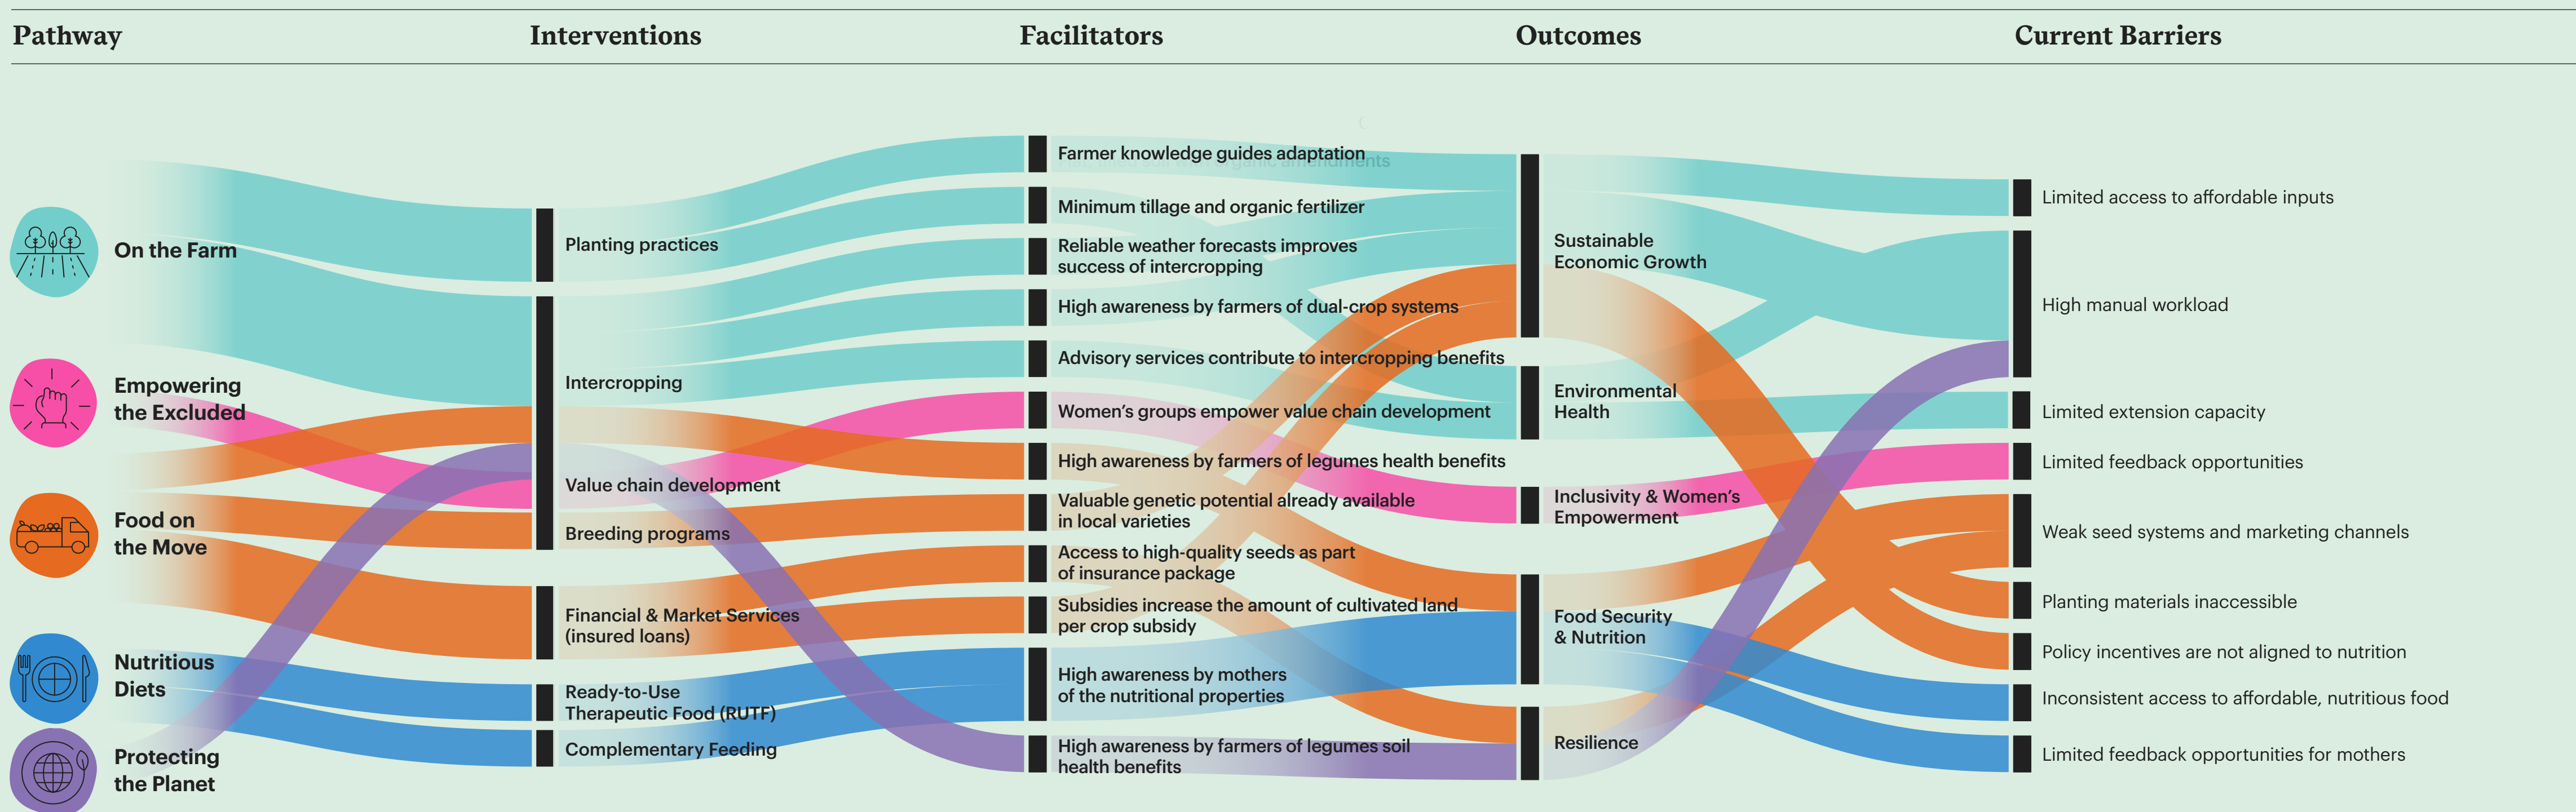 Pathway
Interventions
Facilitators
Outcomes
Current Barriers
On the Farm
Empowering
the Excluded
Food on
the Move
Nutritious
Diets
Protecting
the Planet
Planting practices
Intercropping
Value chain development
Breeding programs
Financial & Market Services
(insured loans)
Ready-to-Use
Therapeutic Food (RUTF)
Complementary Feeding
Farmer knowledge guides adaptation
organic amendments
Minimum tillage and organic fertilizer
Reliable weather forecasts improves
success of intercropping
High awareness by farmers of dual-crop systems
Advisory services contribute to intercropping benefits
Women's groups empower value chain development
High awareness by farmers of legumes health benefits
Valuable genetic potential already available
in local varieties
Access to high-quality seeds as part
of insurance package
Subsidies increase the amount of cultivated land
per crop subsidy
High awareness by mothers
of the nutritional properties
High awareness by farmers of legumes soil
health benefits
Sustainable
Economic Growth
Environmental
Health
Inclusivity & Women's
Empowerment
Food Security
& Nutrition
Resilience
Limited access to affordable inputs
High manual workload
Limited extension capacity
Limited feedback opportunities
Weak seed systems and marketing channels
Planting materials inaccessible
Policy incentives are not aligned to nutrition
Inconsistent access to affordable, nutritious food
Limited feedback opportunities for mothers